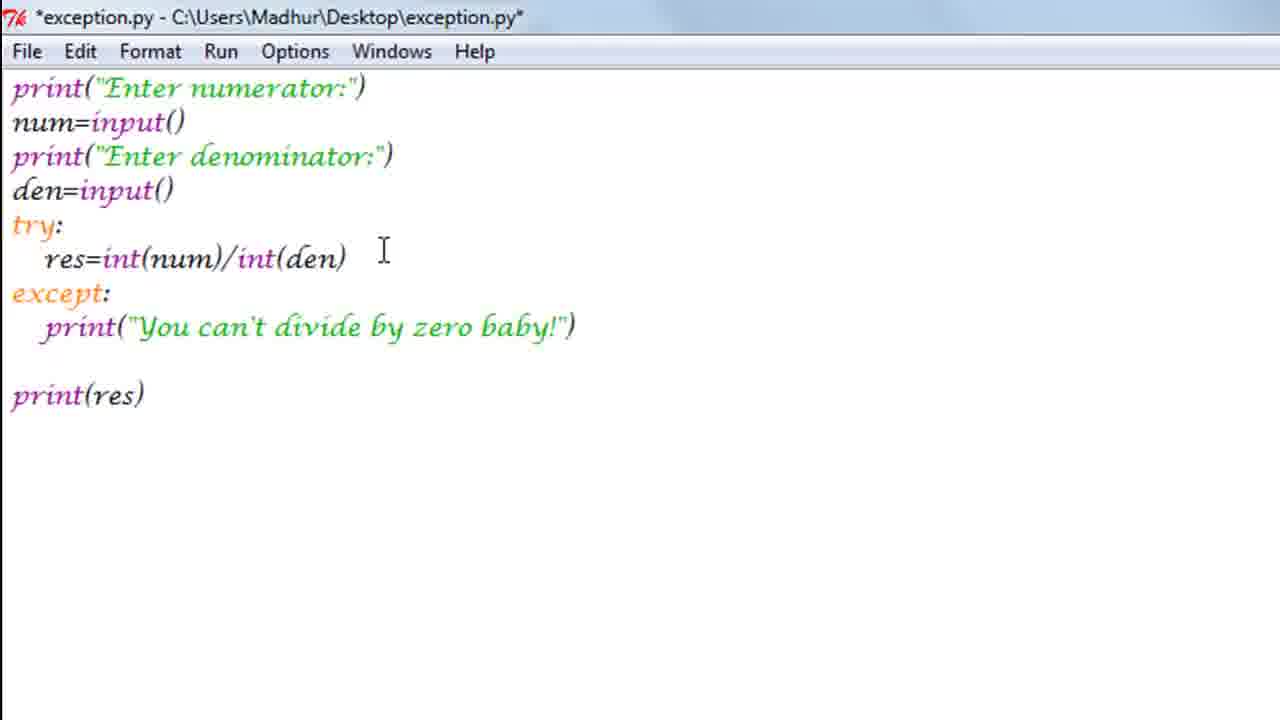 *exception.py - C:\Users\Madhur\Desktop\exception.py*
File Edit Format Run Options Windows Help
print("Enter numerator:")
num=input()
print("Enter denominator:")
den=input()
try:
    res=int(num)/int(den)
except:
    print("You can't divide by zero baby!")

print(res)